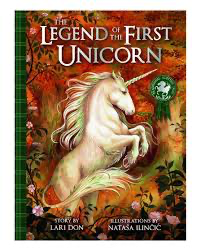 THE
LEGEND OF THE FIRST
UNICORN
STORY BY
LARI DON
ILLUSTRATIONS BY
NATAŠA ILINČIĆ